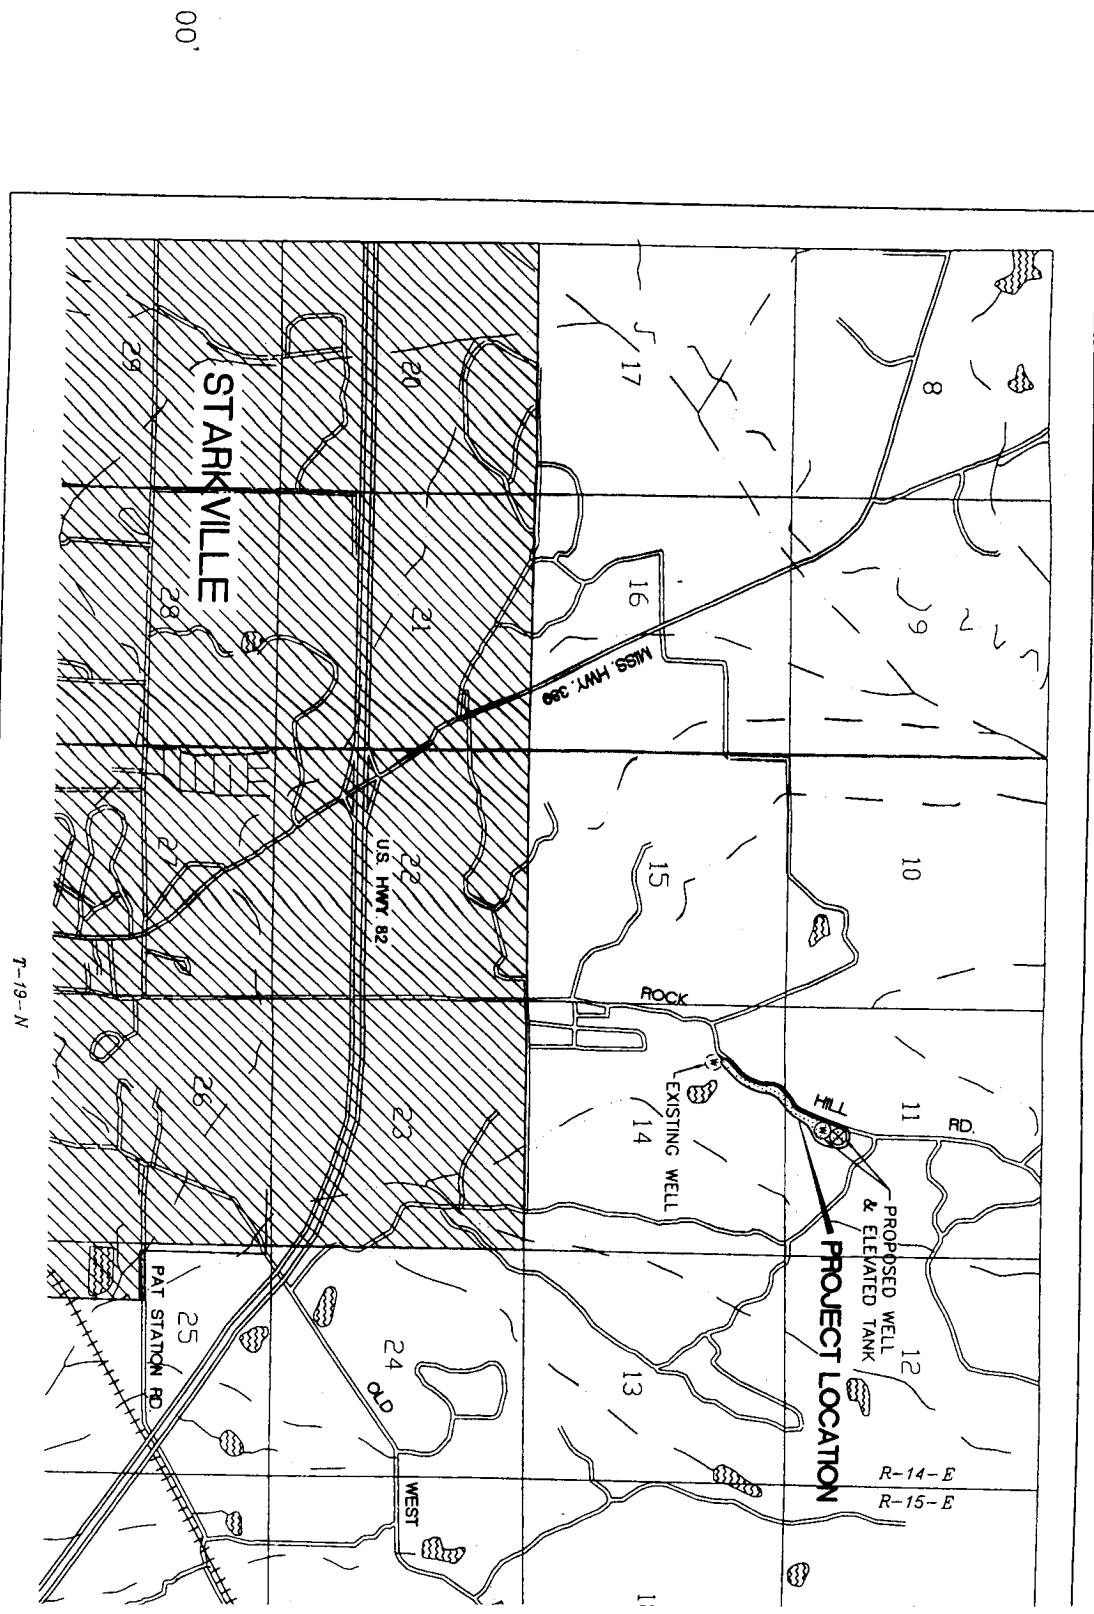 00'
8
17
9
16
MISS. HWY. 389
20
29
STARKVILLE
21
28
10
15
22
U.S. HWY. 82
27
ROCK
HILL
RD.
11
14
EXISTING WELL
PROPOSED WELL
& ELEVATED TANK
PROJECT LOCATION
23
26
12
13
24
25
PAT STATION RD
OLD
WEST
R-14-E
R-15-E
T-19-N